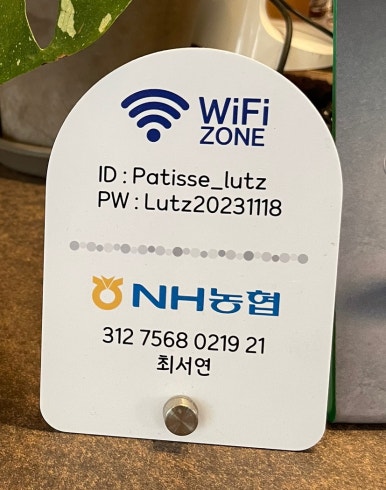 WiFi
ZONE
ID : Patisse_lutz
PW : Lutz20231118
NH농협
312 7568 0219 21
최서연